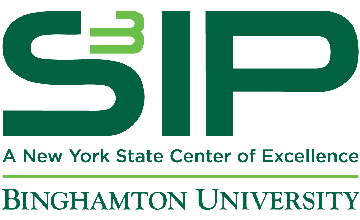 S3IP
A New York State Center of Excellence
BINGHAMTON UNIVERSITY